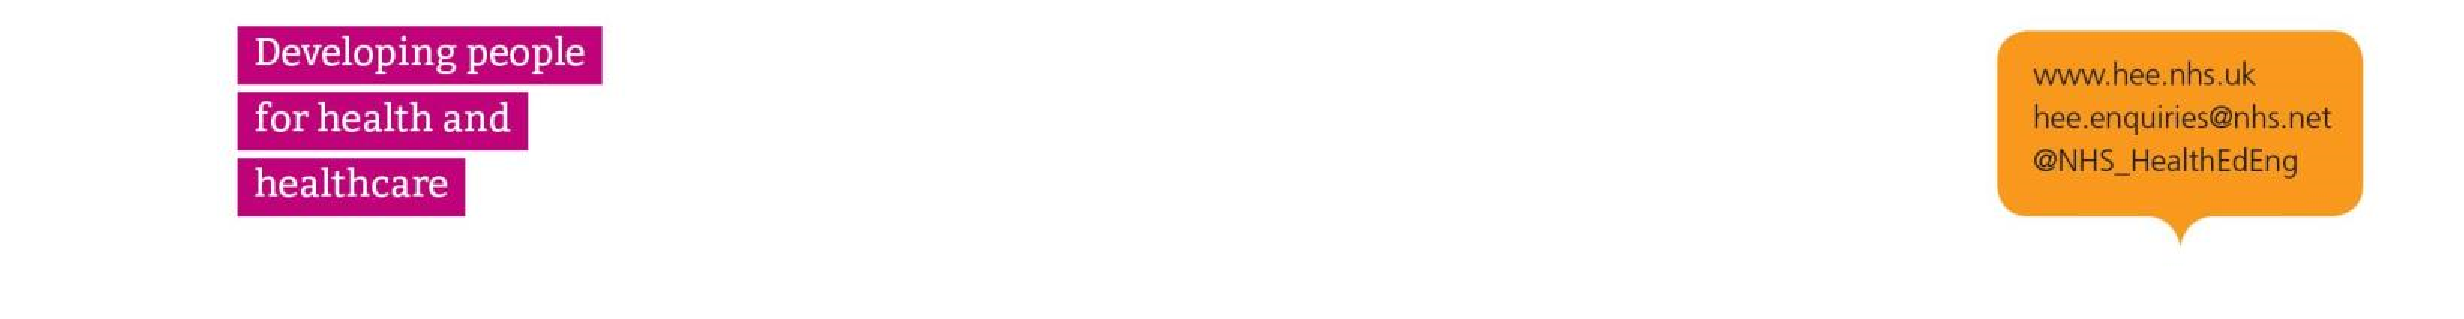 Developing people
for health and
healthcare
www.hee.nhs.uk
hee.enquiries@nhs.net
@NHS_HealthEdEng